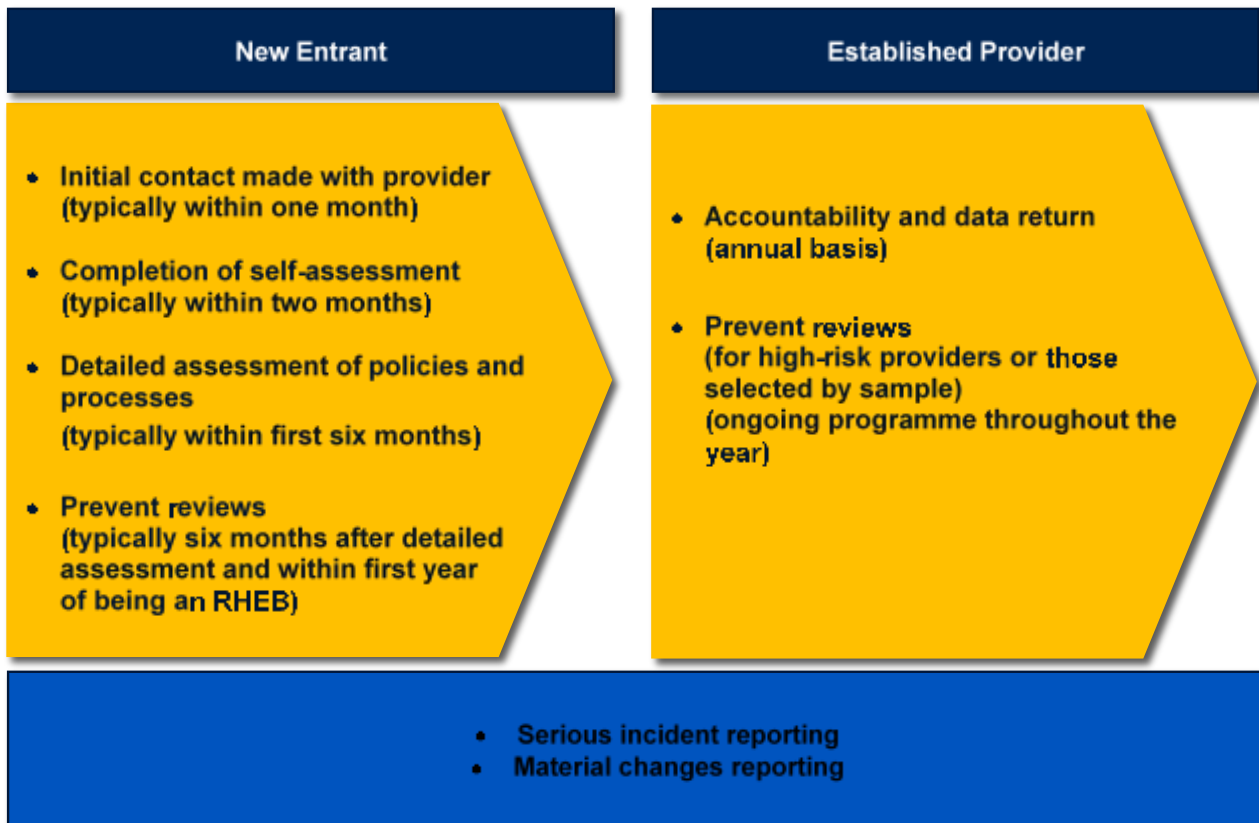 New Entrant
• Initial contact made with provider
(typically within one month)
• Completion of self-assessment
(typically within two months)
• Detailed assessment of policies and
processes
(typically within first six months)
• Prevent reviews
(typically six months after detailed
assessment and within first year
of being an RHEB)
Established Provider
• Accountability and data return
(annual basis)
• Prevent reviews
(for high-risk providers or those
selected by sample)
(ongoing programme throughout the
year)
• Serious incident reporting
• Material changes reporting